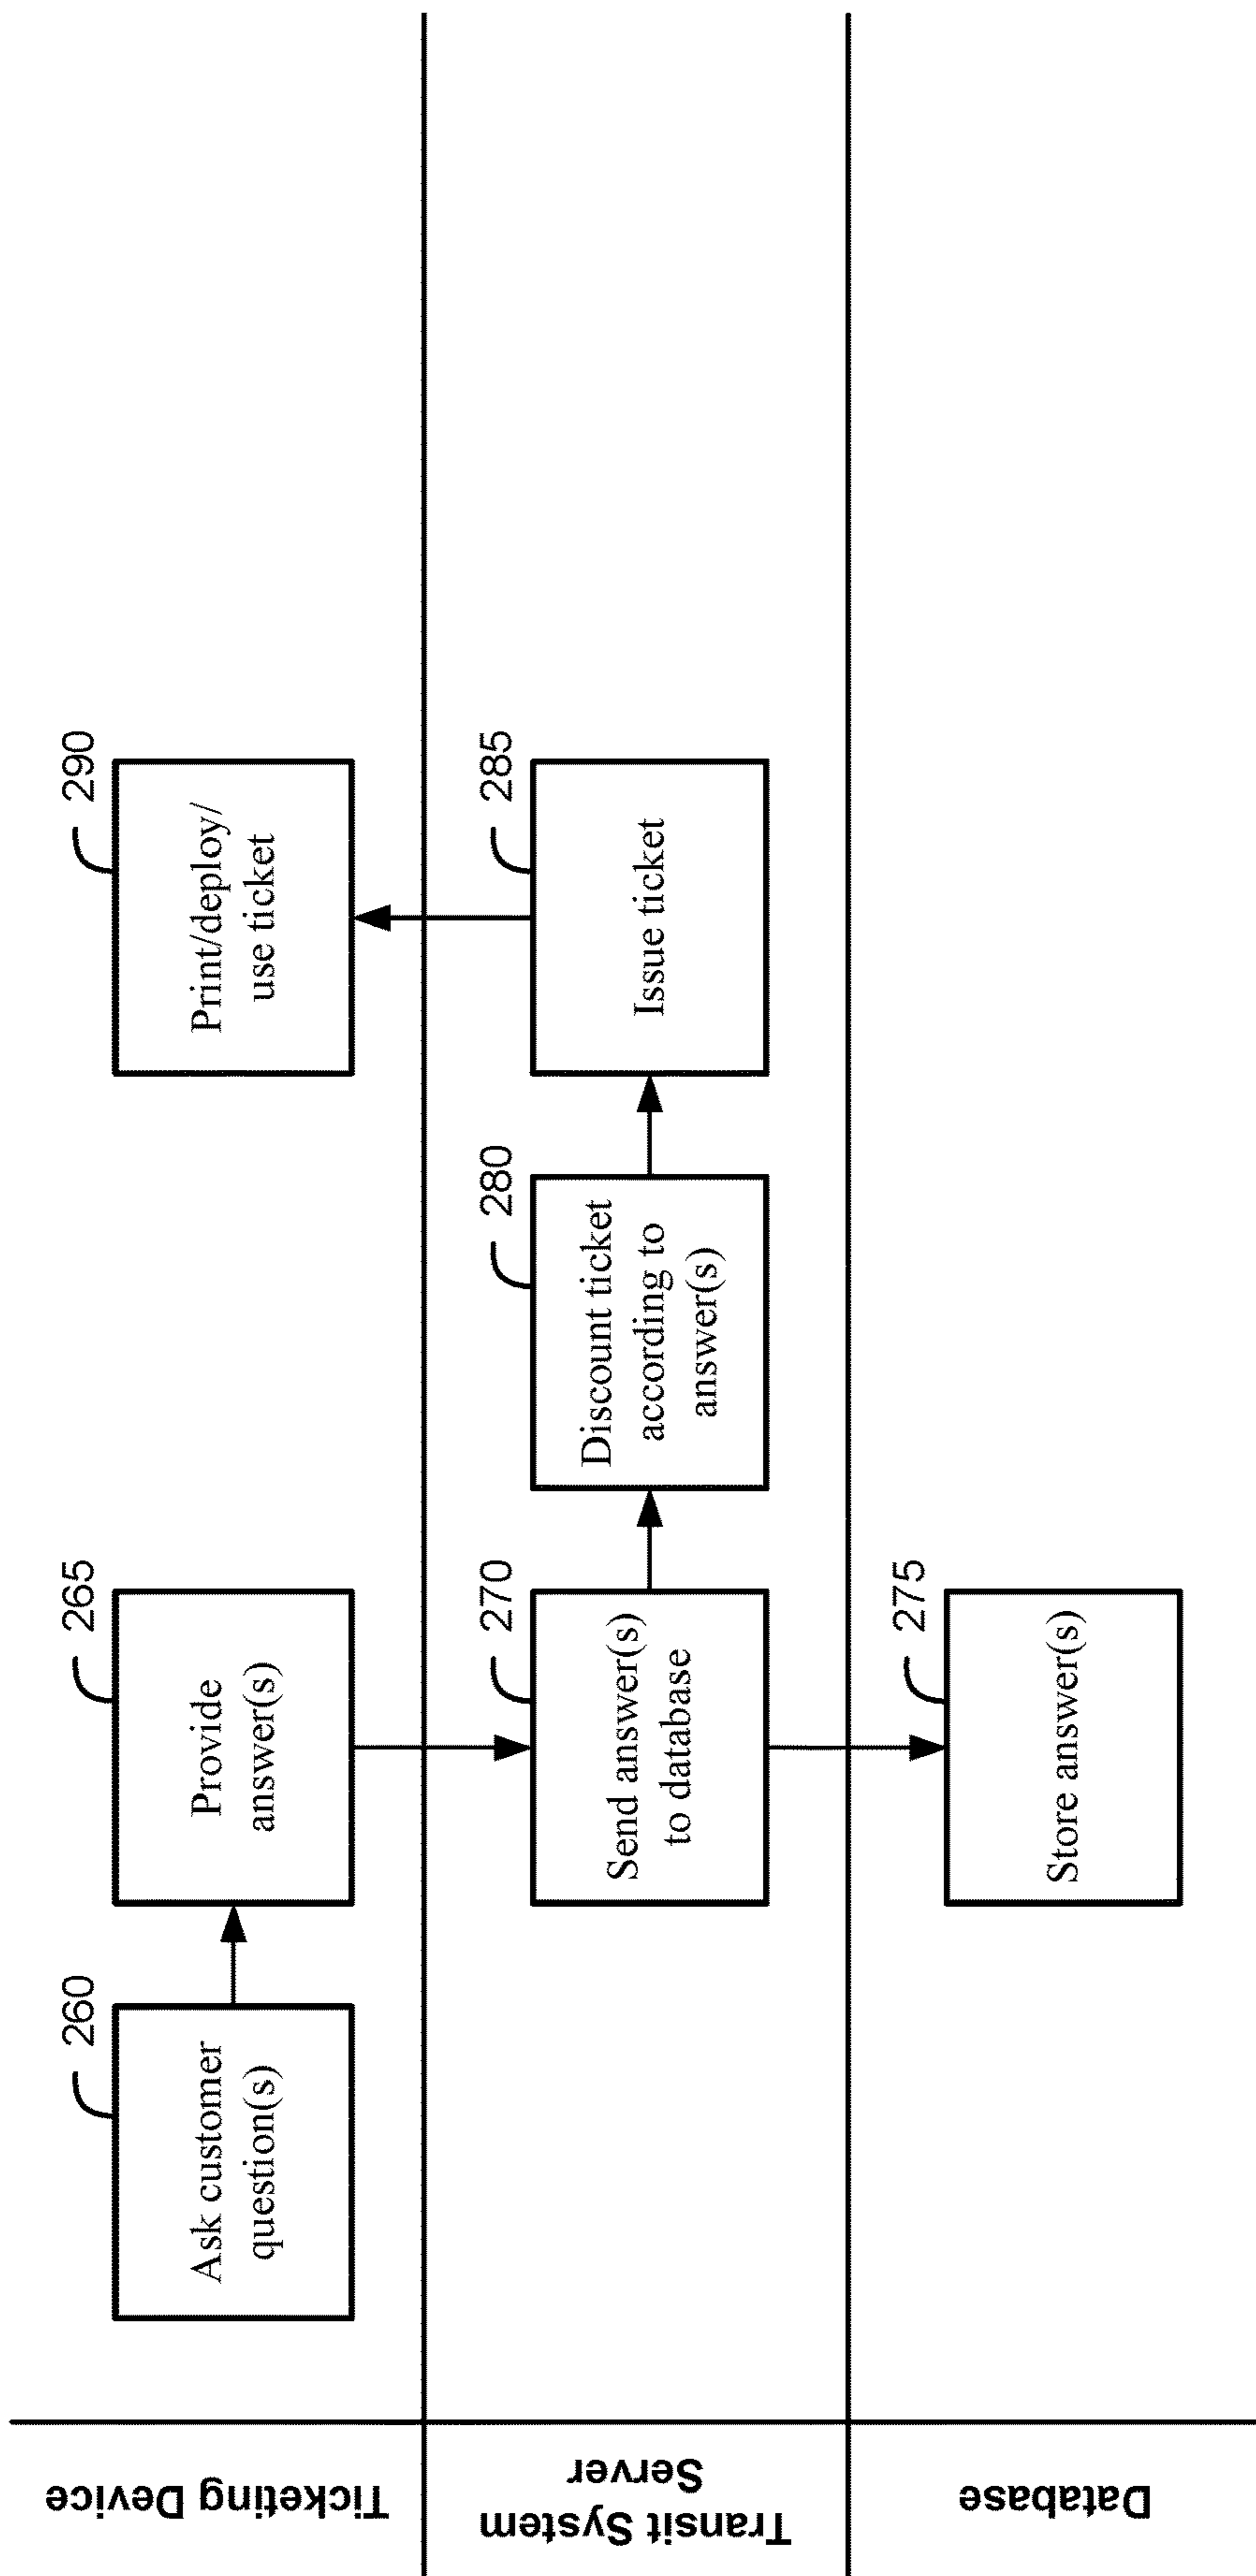 Ticketing Device
260
Ask customer
question(s)
265
Provide
answer(s)
290
Print/deploy/
use ticket
Transit System
Server
270
Send answer(s)
to database
280
Discount ticket
according to
answer(s)
285
Issue ticket
Database
275
Store answer(s)